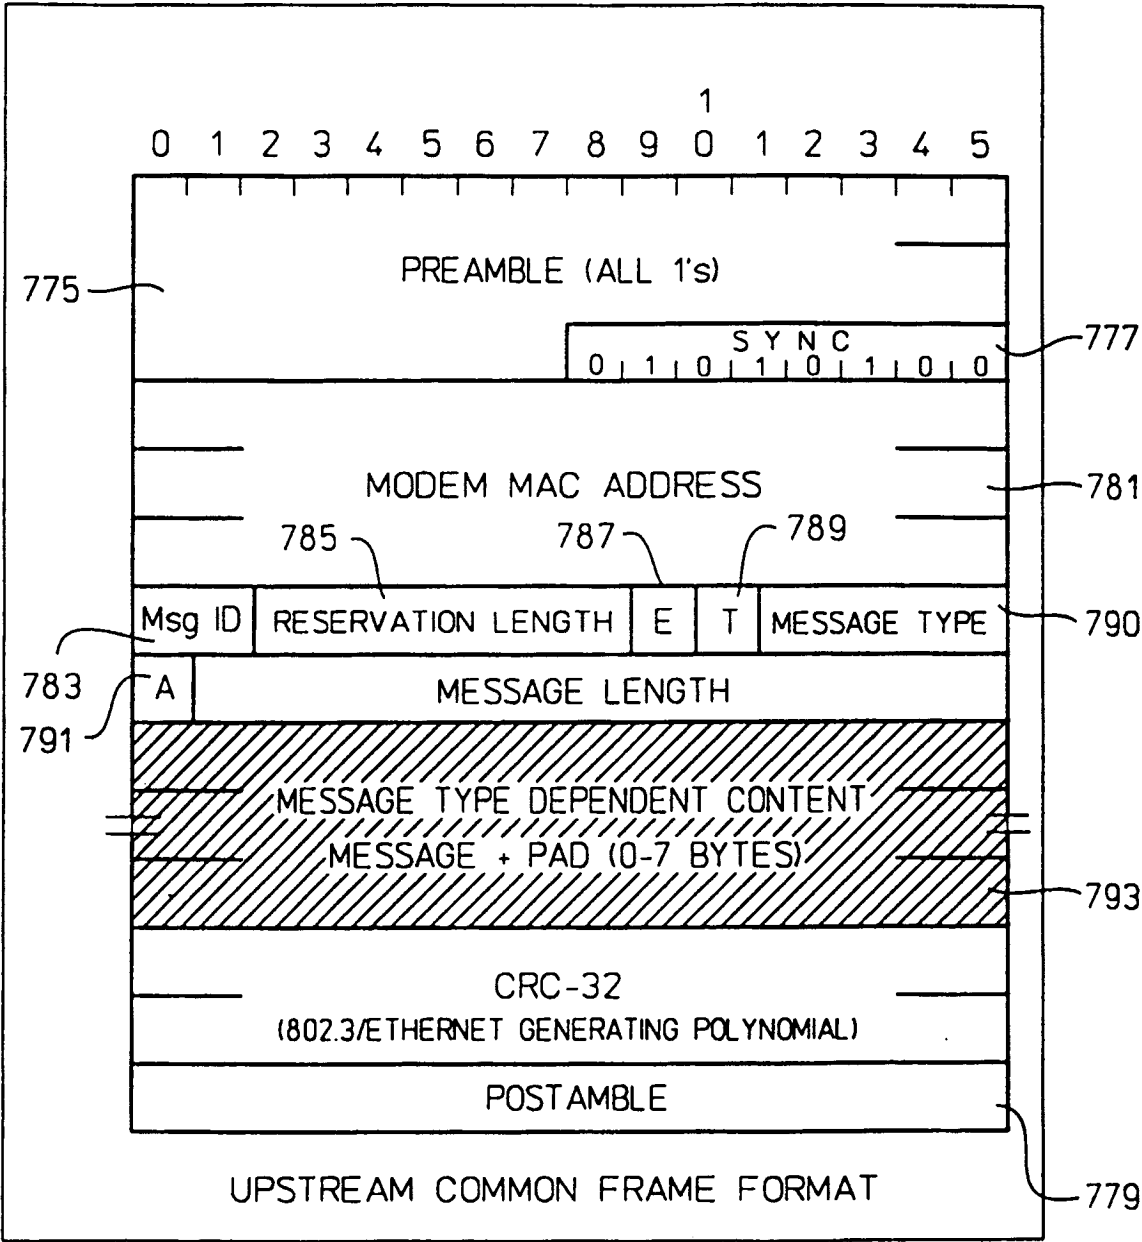 1
0 1 2 3 4 5 6 7 8 9 0 1 2 3 4 5
PREAMBLE (ALL 1's)
775
SYNC
777
0 1 0 1 0 1 0 0
MODEM MAC ADDRESS
781
785 787 789
Msg ID RESERVATION LENGTH E T MESSAGE TYPE
790
783
A MESSAGE LENGTH
791
MESSAGE TYPE DEPENDENT CONTENT
MESSAGE + PAD (0-7 BYTES)
793
CRC-32
(802.3/ETHERNET GENERATING POLYNOMIAL)
POSTAMBLE
UPSTREAM COMMON FRAME FORMAT
779